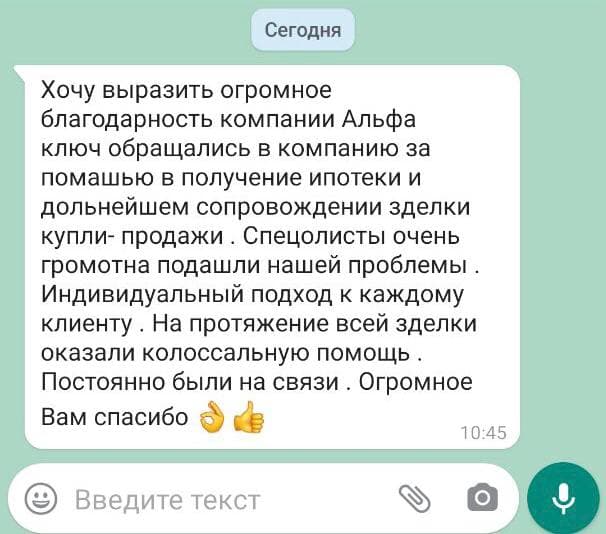 Сегодня
Хочу выразить огромное
благодарность компании Альфа
ключ обращались в компанию за
помашью в получение ипотеки и
дольнейшем сопровождении зделки
купли- продажи . Спецолисты очень
громотна подашли нашей проблемы .
Индивидуальный подход к каждому
клиенту . На протяжение всей зделки
оказали колоссальную помощь .
Постоянно были на связи . Огромное
Вам спасибо 👌👍
10:45
Введите текст